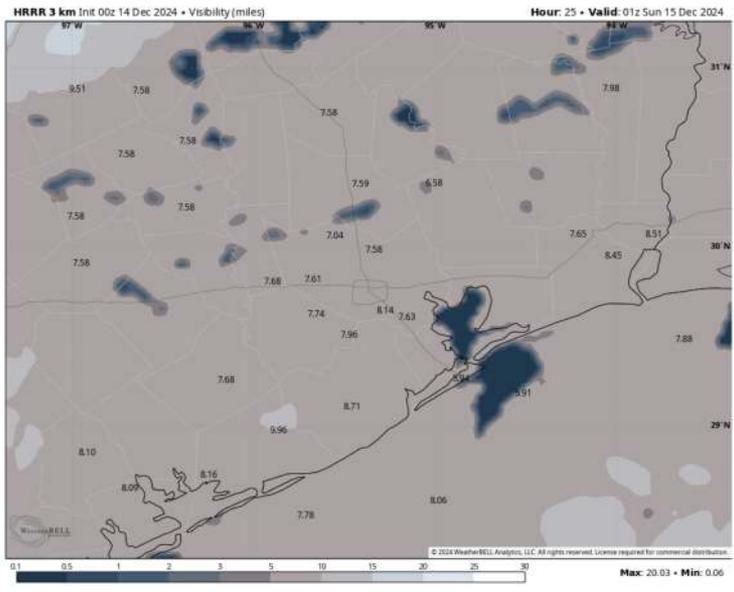 HRRR 3 km Init 00z 14 Dec 2024 • Visibility (miles)
Hour: 25 • Valid: 01z Sun 15 Dec 2024
97°W 96°W 95°W 94°W
31°N
9.51 7.58 7.98
7.58
7.58
7.58
7.59 6.58
7.58 7.58
7.04 7.65 8.51
30°N
7.58 7.58 8.45
7.68 7.61
7.74 8.14 7.63
7.96 7.88
7.68 5.91
8.71
29°N
9.96
8.10
8.16
8.09
8.06
7.78
WeatherBELL
© 2024 WeatherBELL Analytics, LLC. All rights reserved. License required for commercial distribution.
0.1 0.5 1 2 3 5 10 15 20 25 30
Max: 20.03 • Min: 0.06